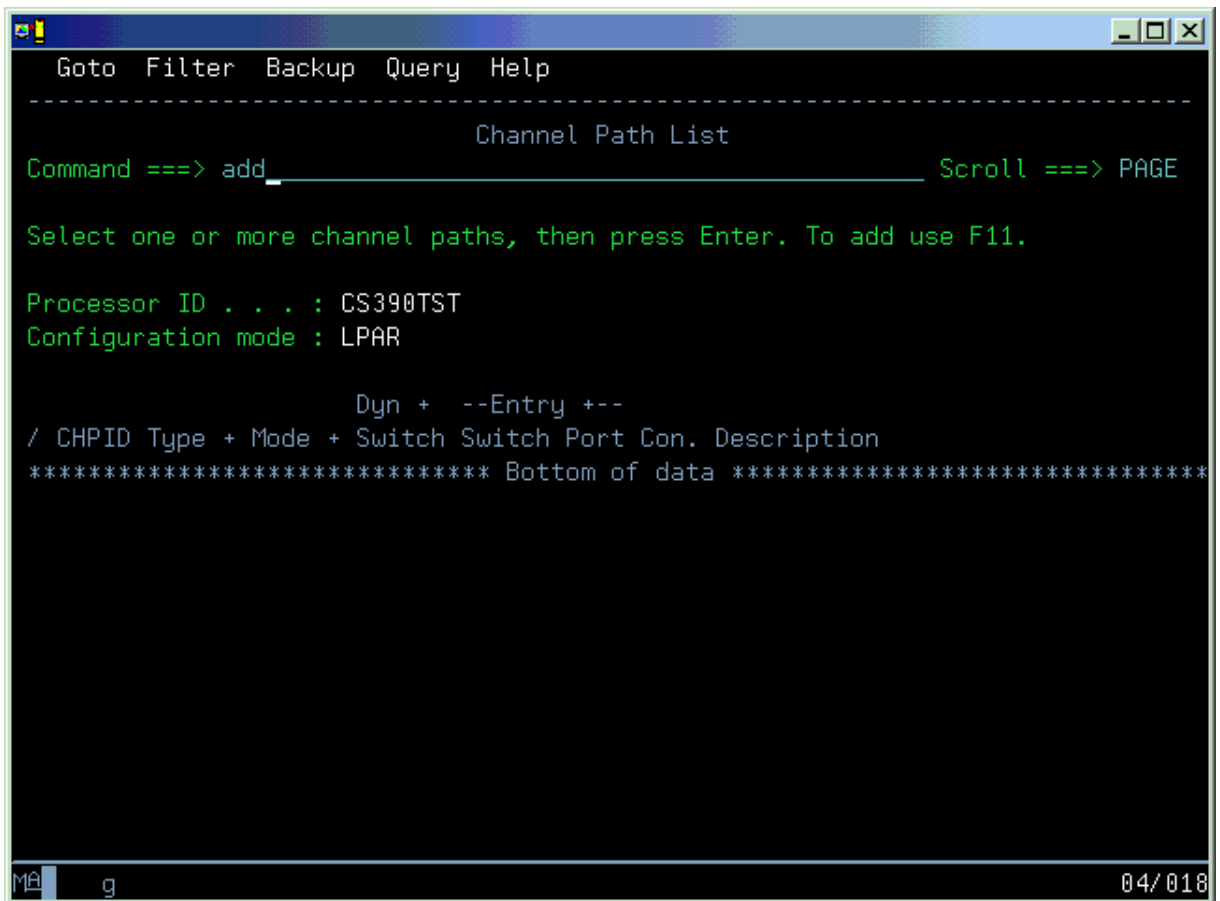 Goto Filter Backup Query Help
--------------------------------------------------------------------------------
Channel Path List
Command ===> add_______________________________________________ Scroll ===> PAGE
Select one or more channel paths, then press Enter. To add use F11.
Processor ID . . . : CS390TST
Configuration mode : LPAR
Dyn + --Entry +--
/ CHPID Type + Mode + Switch Switch Port Con. Description
******************************* Bottom of data ********************************
MA g 04/018